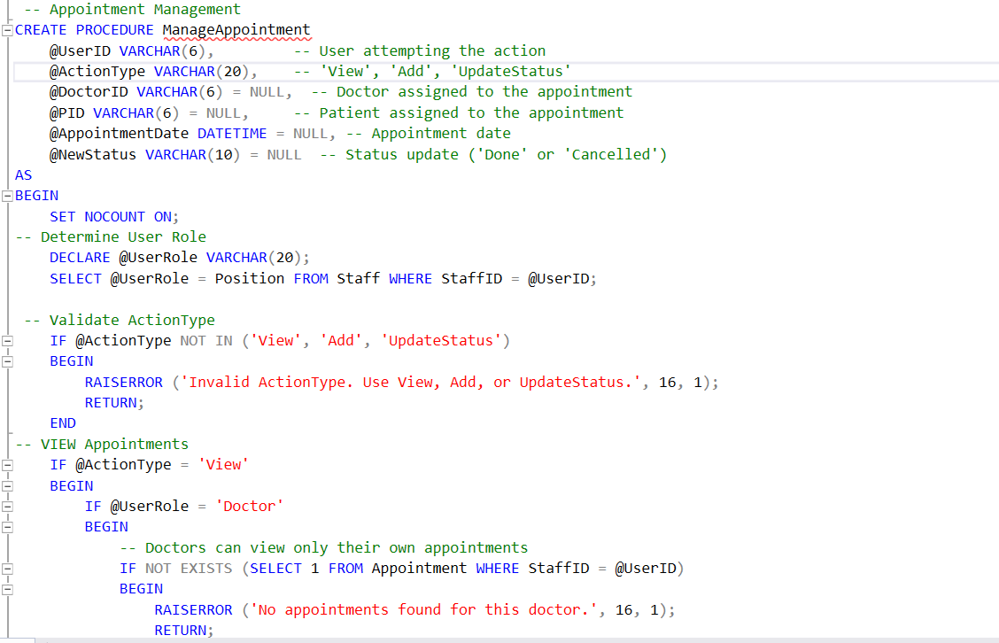 -- Appointment Management
CREATE PROCEDURE ManageAppointment
@UserID VARCHAR(6), -- User attempting the action
@ActionType VARCHAR(20), -- 'View', 'Add', 'UpdateStatus'
@DoctorID VARCHAR(6) = NULL, -- Doctor assigned to the appointment
@PID VARCHAR(6) = NULL, -- Patient assigned to the appointment
@AppointmentDate DATETIME = NULL, -- Appointment date
@NewStatus VARCHAR(10) = NULL -- Status update ('Done' or 'Cancelled')
AS
BEGIN
SET NOCOUNT ON;
-- Determine User Role
DECLARE @UserRole VARCHAR(20);
SELECT @UserRole = Position FROM Staff WHERE StaffID = @UserID;
-- Validate ActionType
IF @ActionType NOT IN ('View', 'Add', 'UpdateStatus')
BEGIN
RAISERROR ('Invalid ActionType. Use View, Add, or UpdateStatus.', 16, 1);
RETURN;
END
-- VIEW Appointments
IF @ActionType = 'View'
BEGIN
IF @UserRole = 'Doctor'
BEGIN
-- Doctors can view only their own appointments
IF NOT EXISTS (SELECT 1 FROM Appointment WHERE StaffID = @UserID)
BEGIN
RAISERROR ('No appointments found for this doctor.', 16, 1);
RETURN;